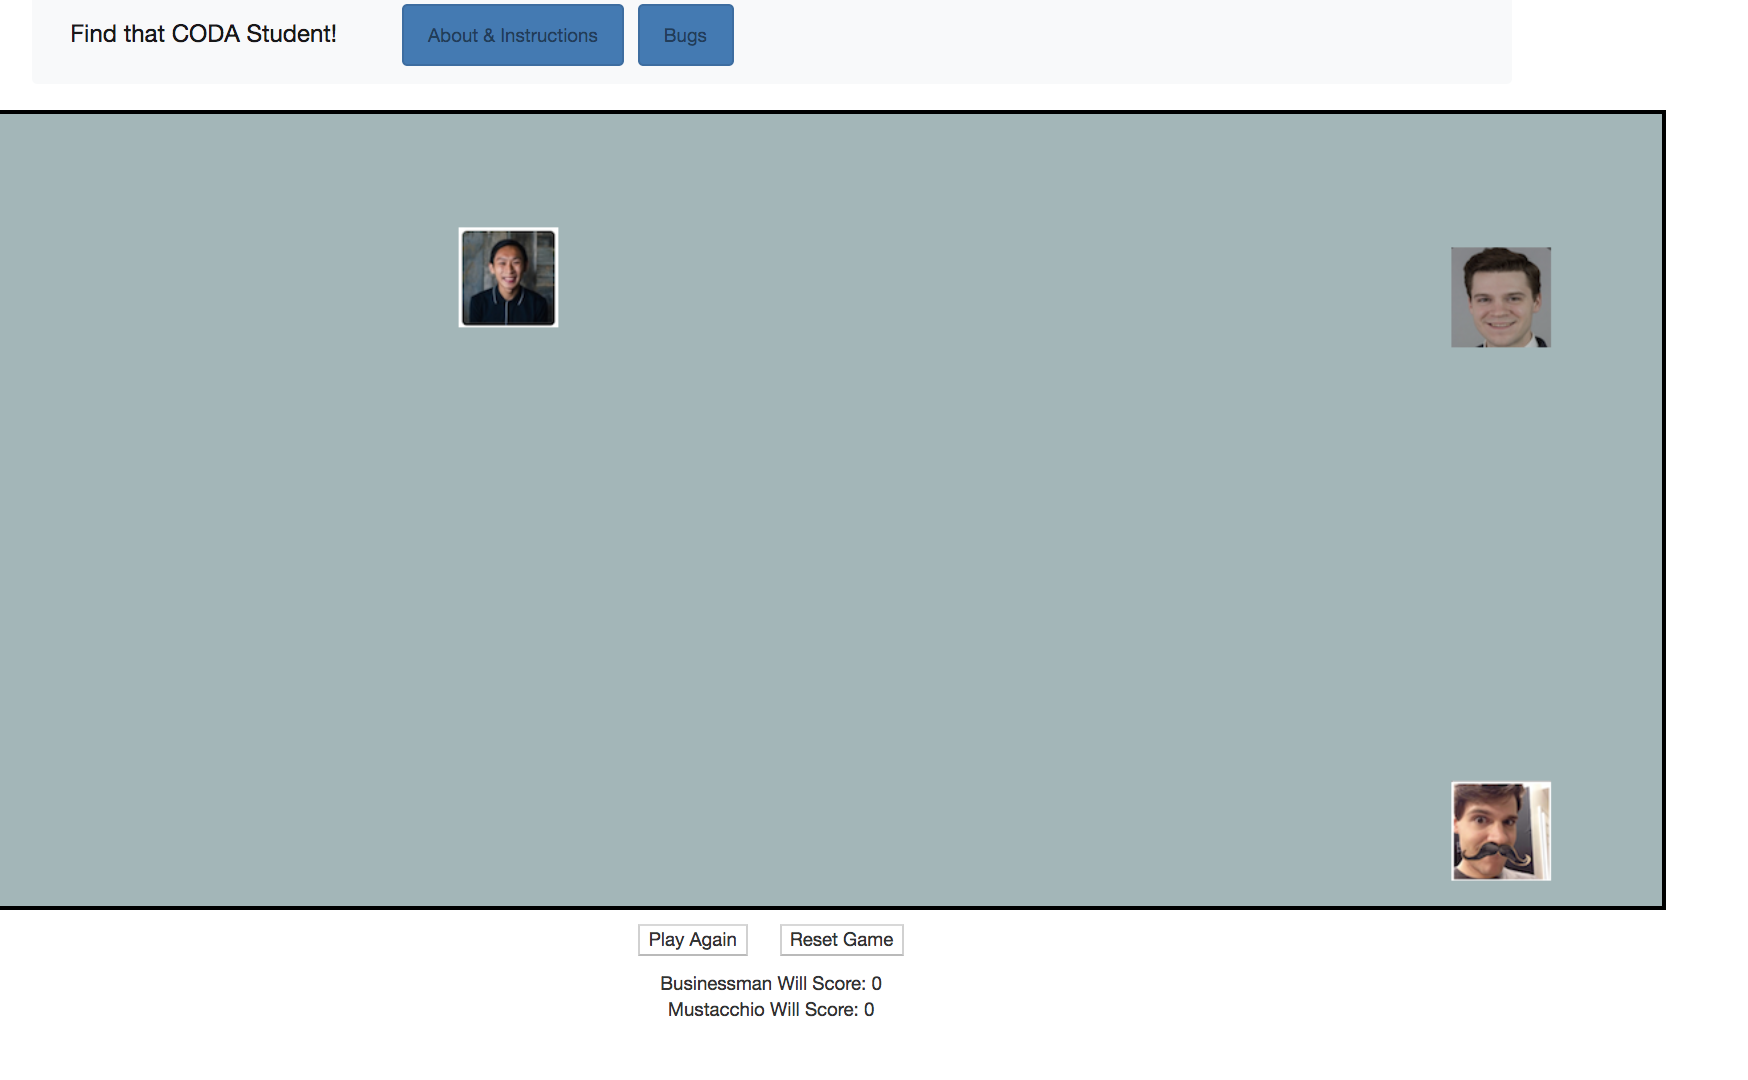 Find that CODA Student!
About & Instructions
Bugs
Play Again
Reset Game
Businessman Will Score: 0
Mustacchio Will Score: 0